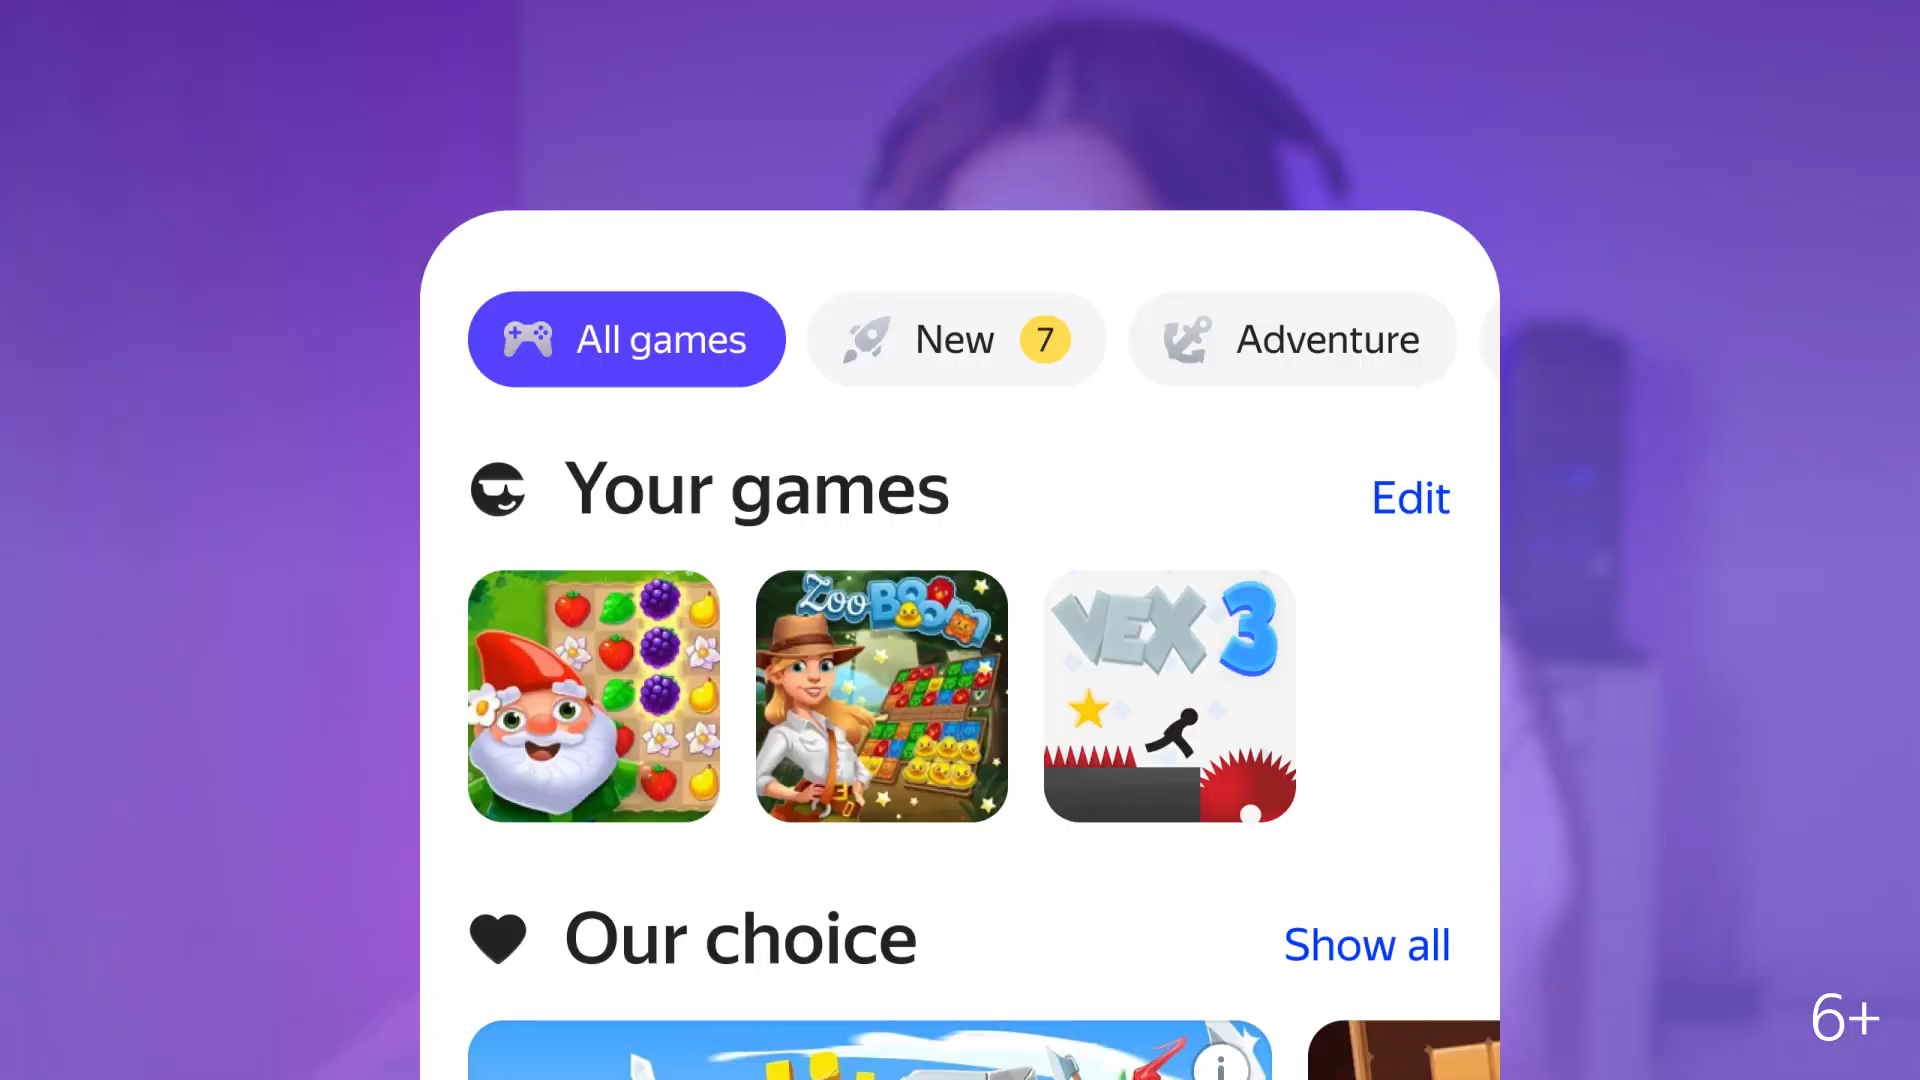 All games
New 7
Adventure
Your games
Edit
Zoo BOOM
VEX 3
Our choice
Show all
i
6+